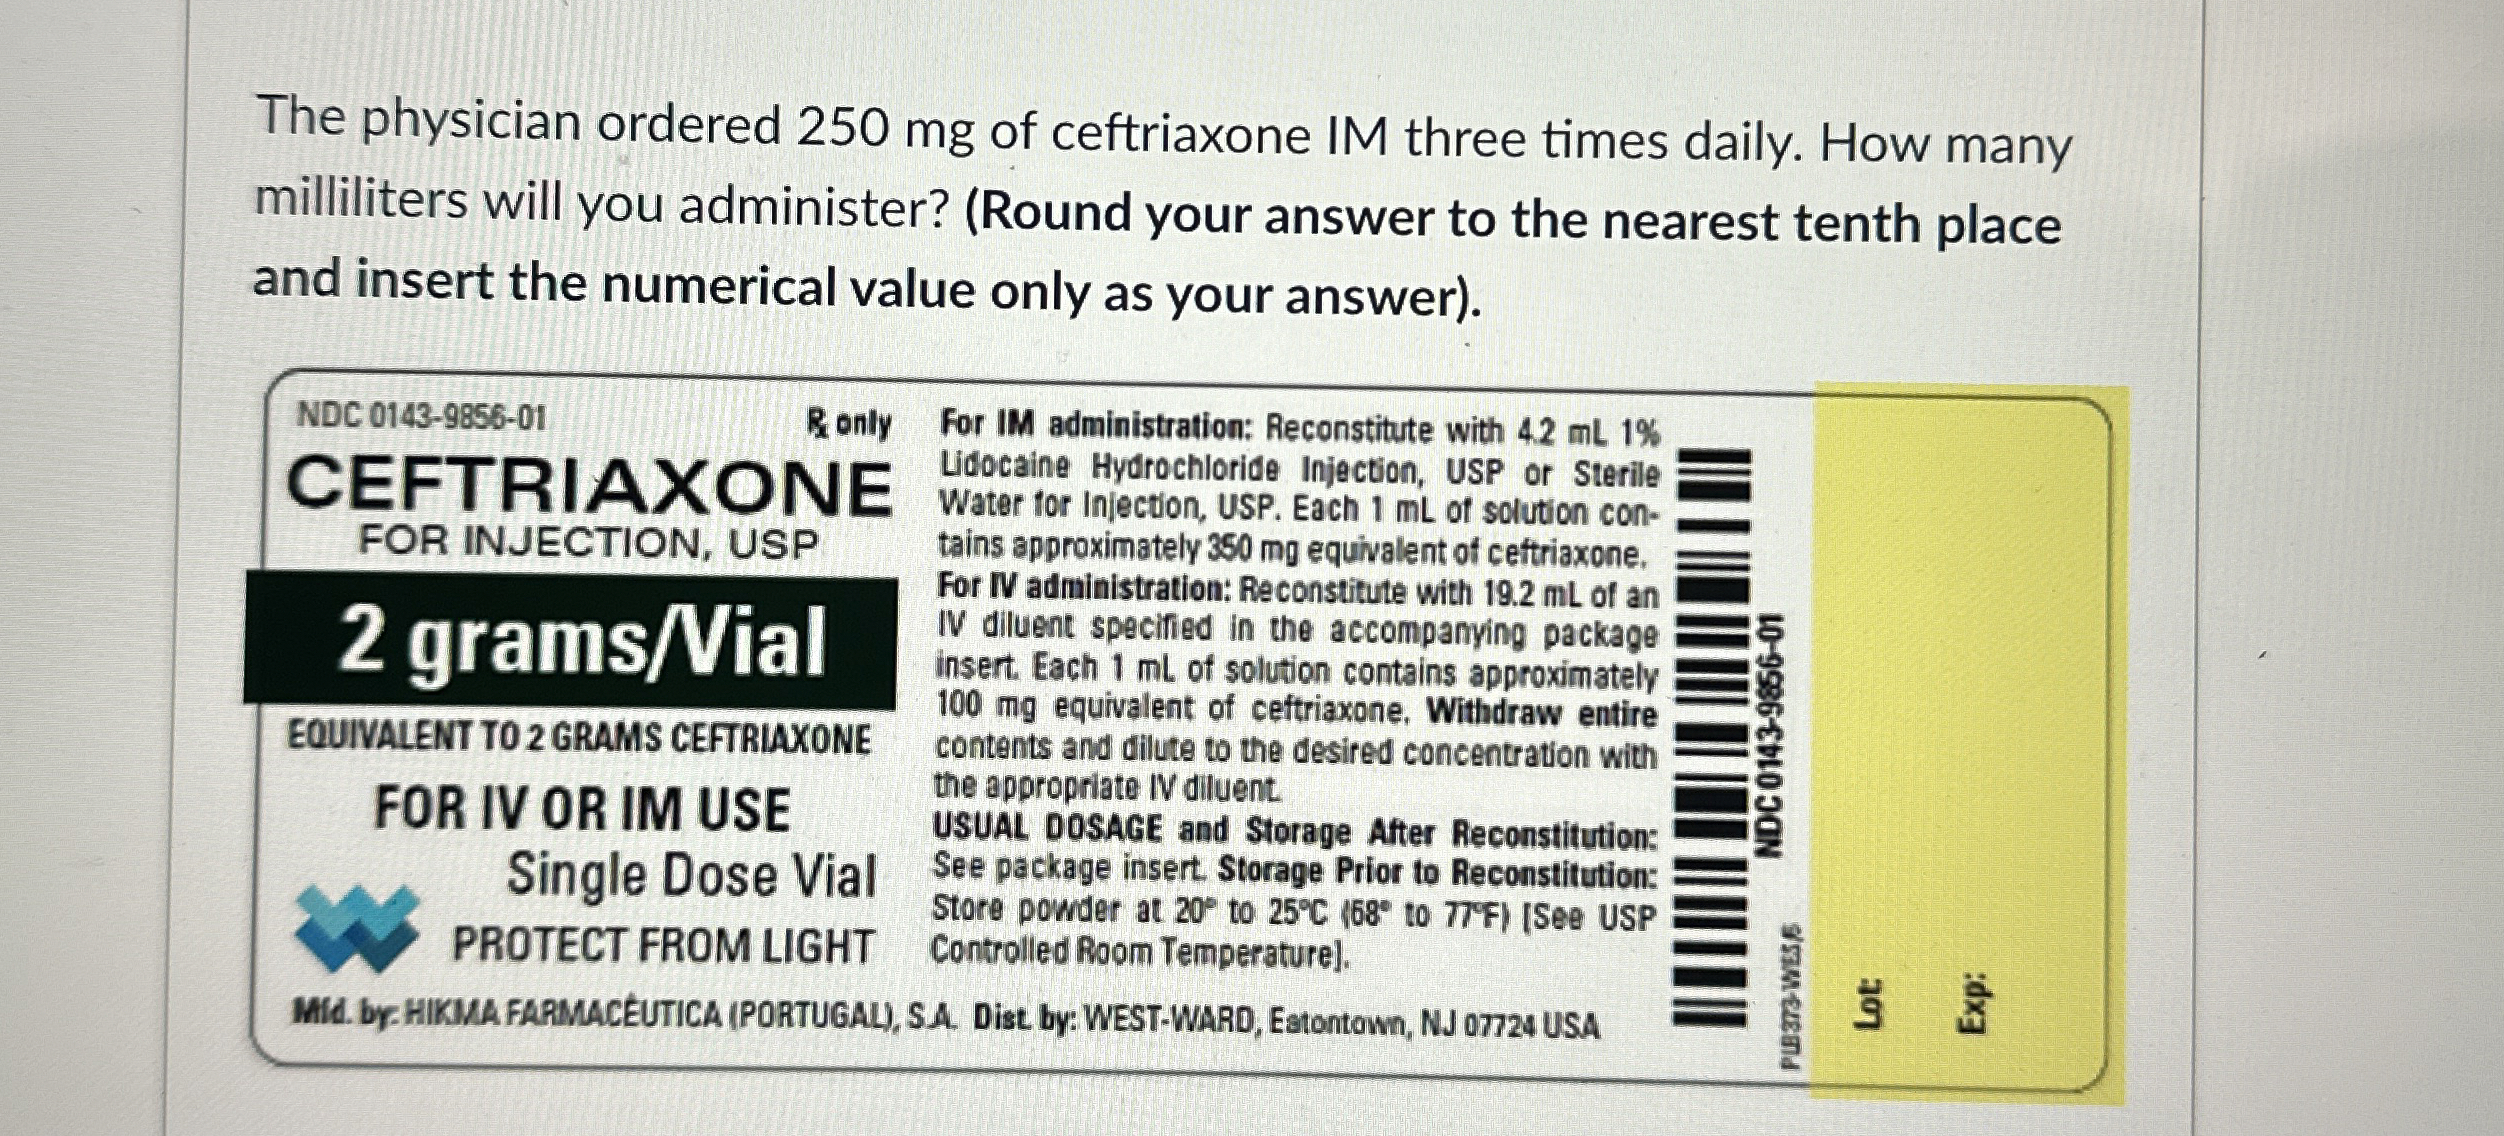 The physician ordered 250 mg of ceftriaxone IM three times daily. How many
milliliters will you administer? (Round your answer to the nearest tenth place
and insert the numerical value only as your answer).
NDC 0143-9856-01
℞ only
CEFTRIAXONE
FOR INJECTION, USP
2 grams/Vial
EQUIVALENT TO 2 GRAMS CEFTRIAXONE
FOR IV OR IM USE
Single Dose Vial
PROTECT FROM LIGHT
For IM administration: Reconstitute with 4.2 mL 1%
Lidocaine Hydrochloride Injection, USP or Sterile
Water for Injection, USP. Each 1 mL of solution con-
tains approximately 350 mg equivalent of ceftriaxone.
For IV administration: Reconstitute with 19.2 mL of an
IV diluent specified in the accompanying package
insert. Each 1 mL of solution contains approximately
100 mg equivalent of ceftriaxone. Withdraw entire
contents and dilute to the desired concentration with
the appropriate IV diluent.
USUAL DOSAGE and Storage After Reconstitution:
See package insert. Storage Prior to Reconstitution:
Store powder at 20° to 25°C (68° to 77°F) [See USP
Controlled Room Temperature].
Mfd. by: HIKMA FARMACÊUTICA (PORTUGAL), S.A. Dist. by: WEST-WARD, Eatontown, NJ 07724 USA
NDC 0143-9856-01
PLB373-WES/6
Lot:
Exp: